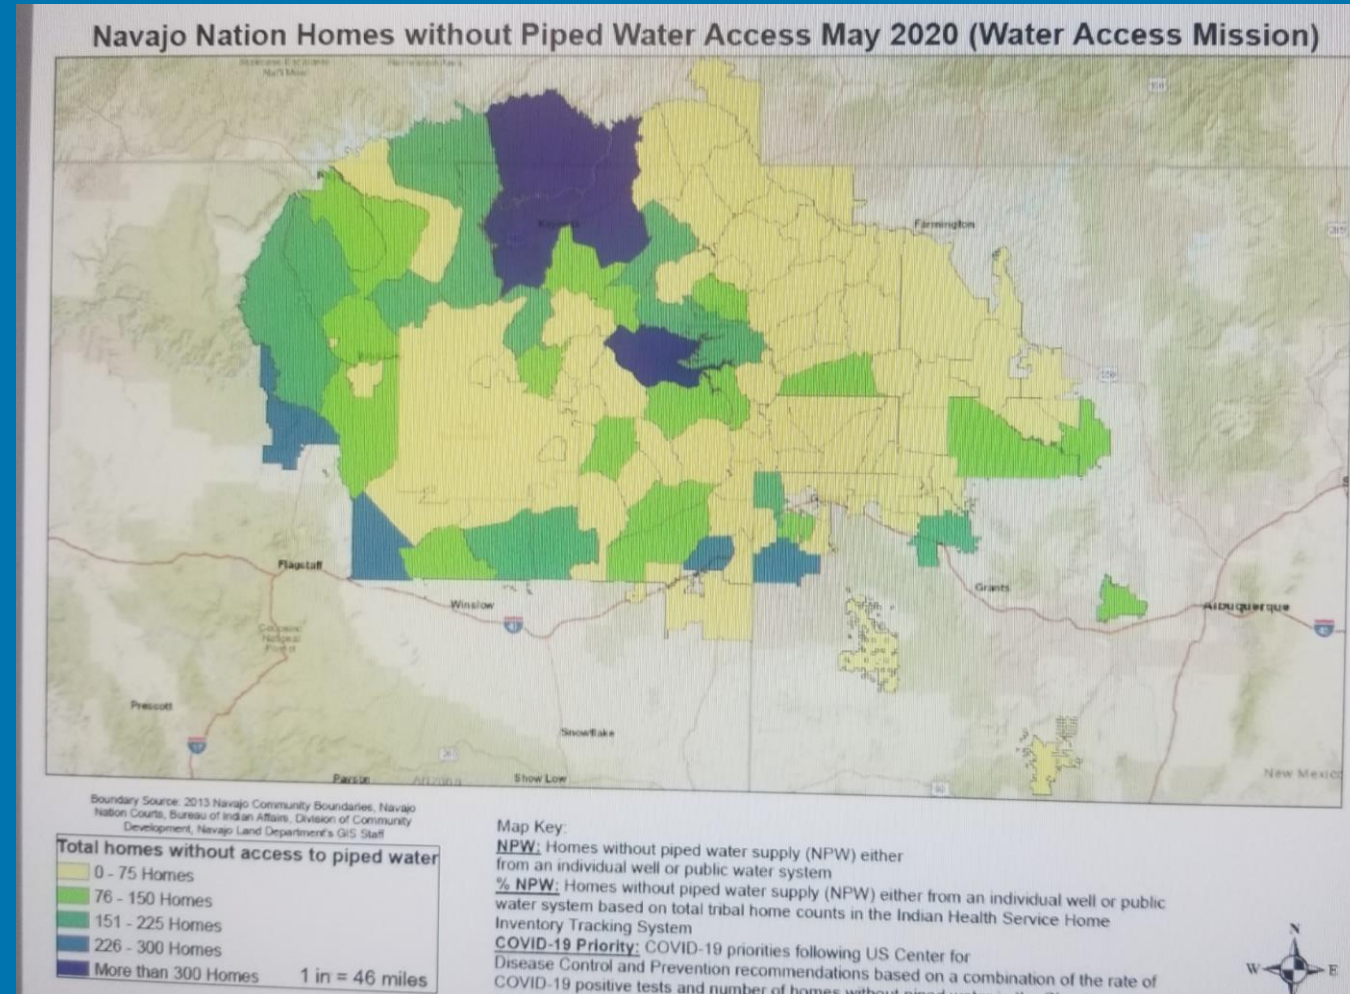 Navajo Nation Homes without Piped Water Access May 2020 (Water Access Mission)
Farmington
Flagstaff
Winslow
Grants
Albuquerque
Prescott
Snowflake
Payson
Arizona
Show Low
New Mexico
Boundary Source: 2013 Navajo Community Boundaries, Navajo
Nation Courts, Bureau of Indian Affairs, Division of Community
Development, Navajo Land Department's GIS Staff
Total homes without access to piped water
0 - 75 Homes
76 - 150 Homes
151 - 225 Homes
226 - 300 Homes
More than 300 Homes
1 in = 46 miles
Map Key:
NPW: Homes without piped water supply (NPW) either
from an individual well or public water system
% NPW: Homes without piped water supply (NPW) either from an individual well or public
water system based on total tribal home counts in the Indian Health Service Home
Inventory Tracking System
COVID-19 Priority: COVID-19 priorities following US Center for
Disease Control and Prevention recommendations based on a combination of the rate of
COVID-19 positive tests and number of homes without piped water in the
N
W E